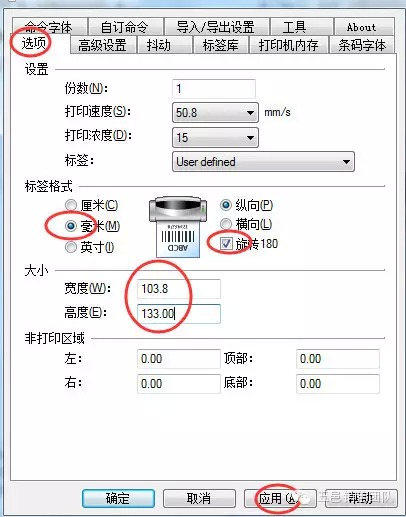 命令字体 自订命令 导入/导出设置 工具 About
选项 高级设置 抖动 标签库 打印机内存 条码字体
设置
份数(N): 1
打印速度(S): 50.8 mm/s
打印浓度(D): 15
标签: User defined
标签格式
厘米(C) 纵向(P)
毫米(M) 横向(L)
英寸(I) 旋转180
ABCD
12345678
大小
宽度(W): 103.8
高度(E): 133.00
非打印区域
左: 0.00 顶部: 0.00
右: 0.00 底部: 0.00
确定 取消 应用(A) 帮助